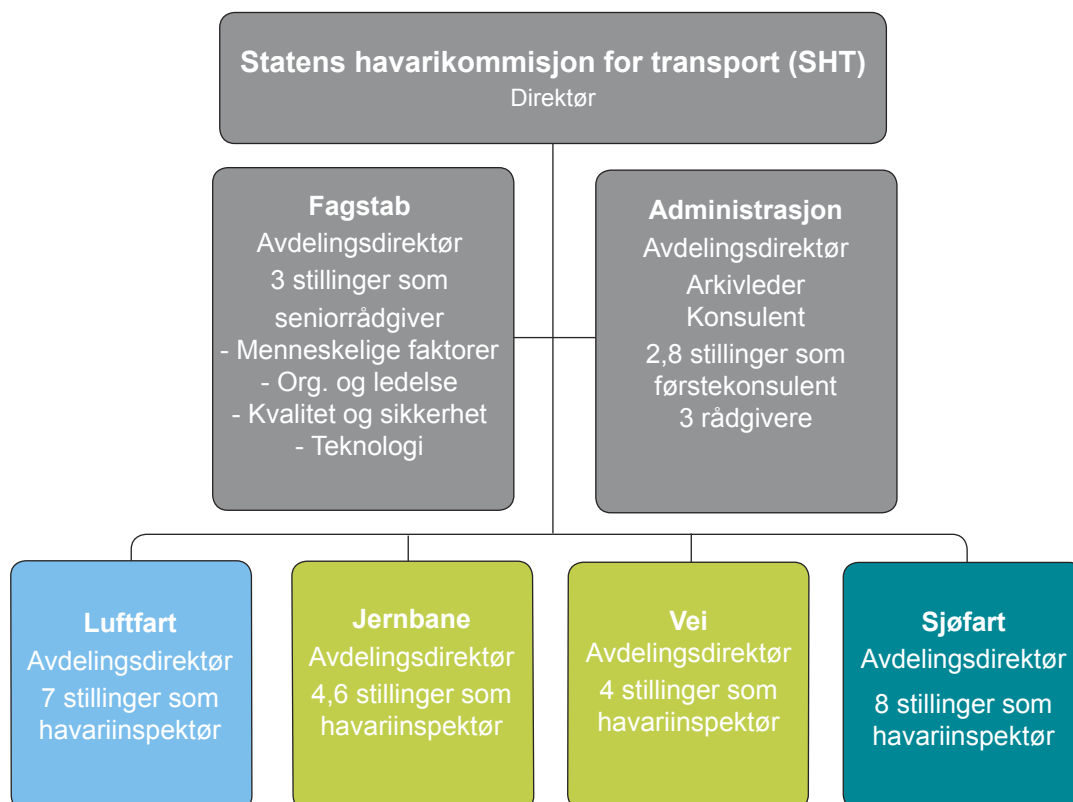 Statens havarikommisjon for transport (SHT)
Direktør
Fagstab
Avdelingsdirektør
3 stillinger som
seniorrådgiver
- Menneskelige faktorer
- Org. og ledelse
- Kvalitet og sikkerhet
- Teknologi
Administrasjon
Avdelingsdirektør
Arkivleder
Konsulent
2,8 stillinger som
førstekonsulent
3 rådgivere
Luftfart
Avdelingsdirektør
7 stillinger som
havariinspektør
Jernbane
Avdelingsdirektør
4,6 stillinger som
havariinspektør
Vei
Avdelingsdirektør
4 stillinger som
havariinspektør
Sjøfart
Avdelingsdirektør
8 stillinger som
havariinspektør